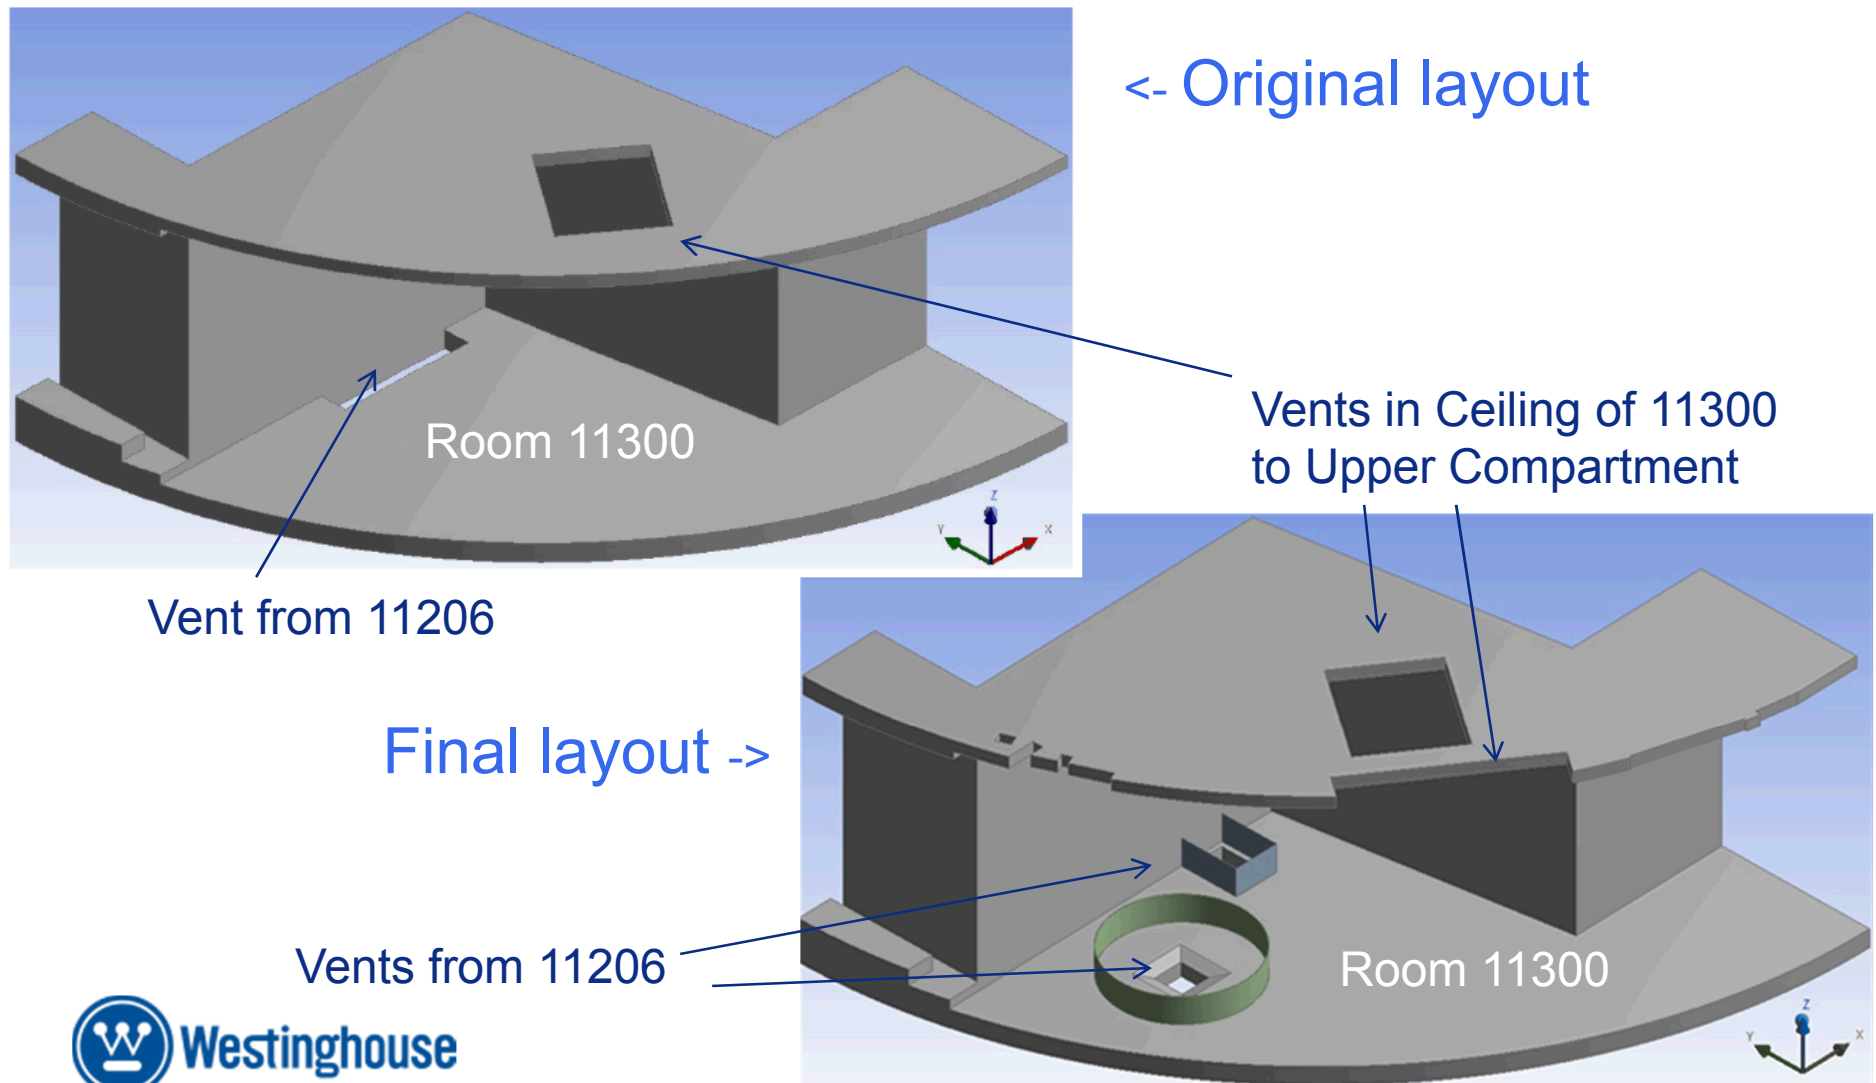 <- Original layout
Room 11300
Z
Y
X
Vents in Ceiling of 11300
to Upper Compartment
Vent from 11206
Final layout ->
Vents from 11206
Room 11300
Z
Y
X
W Westinghouse